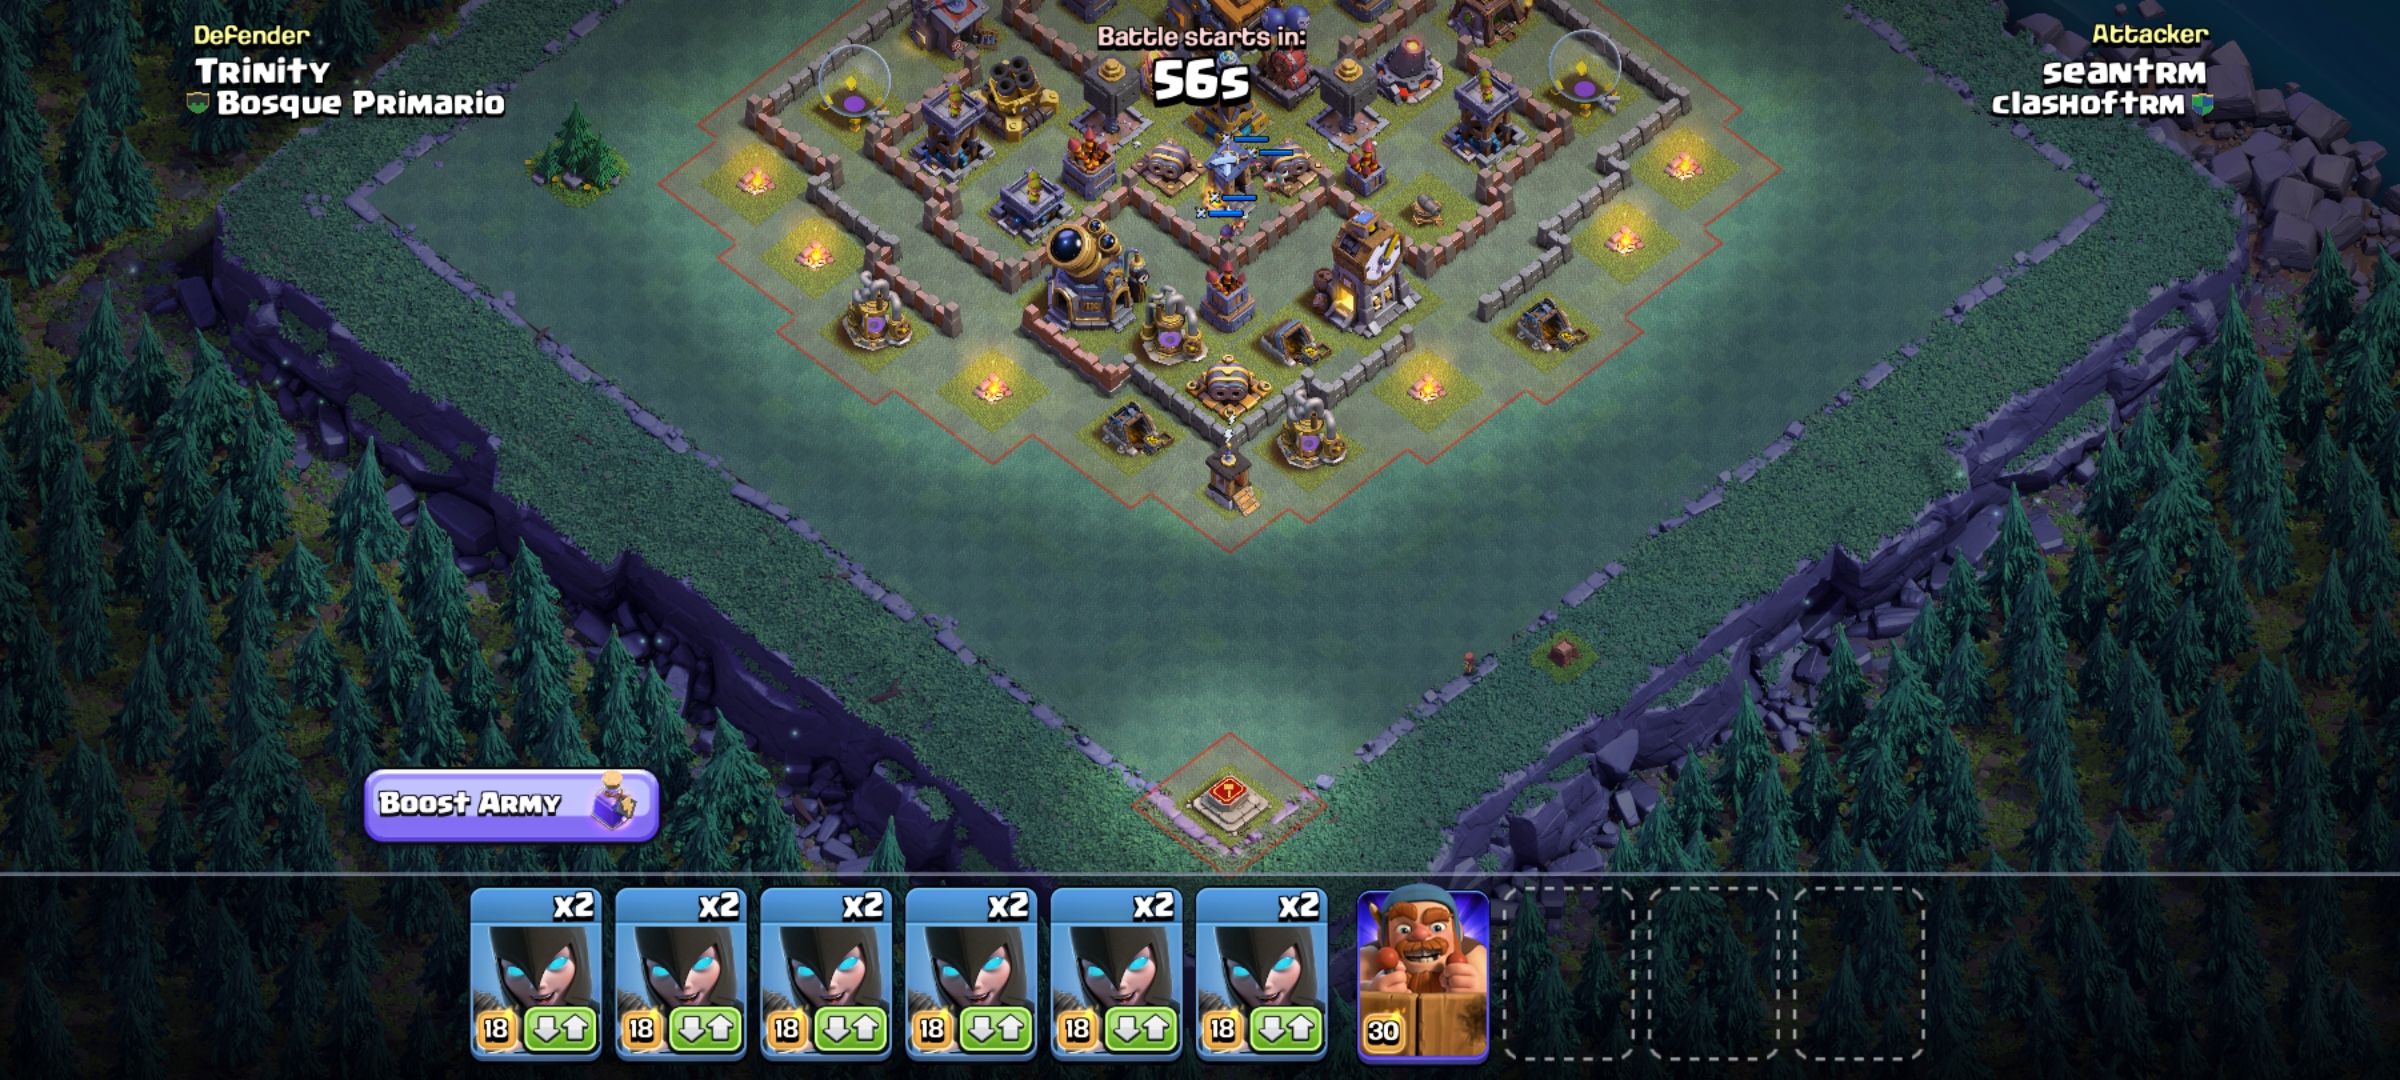 Defender
Trinity
Bosque Primario
Battle starts in:
56s
Attacker
seantRM
clashoftRM
Boost Army
x2
x2
x2
x2
x2
x2
18
18
18
18
18
18
30